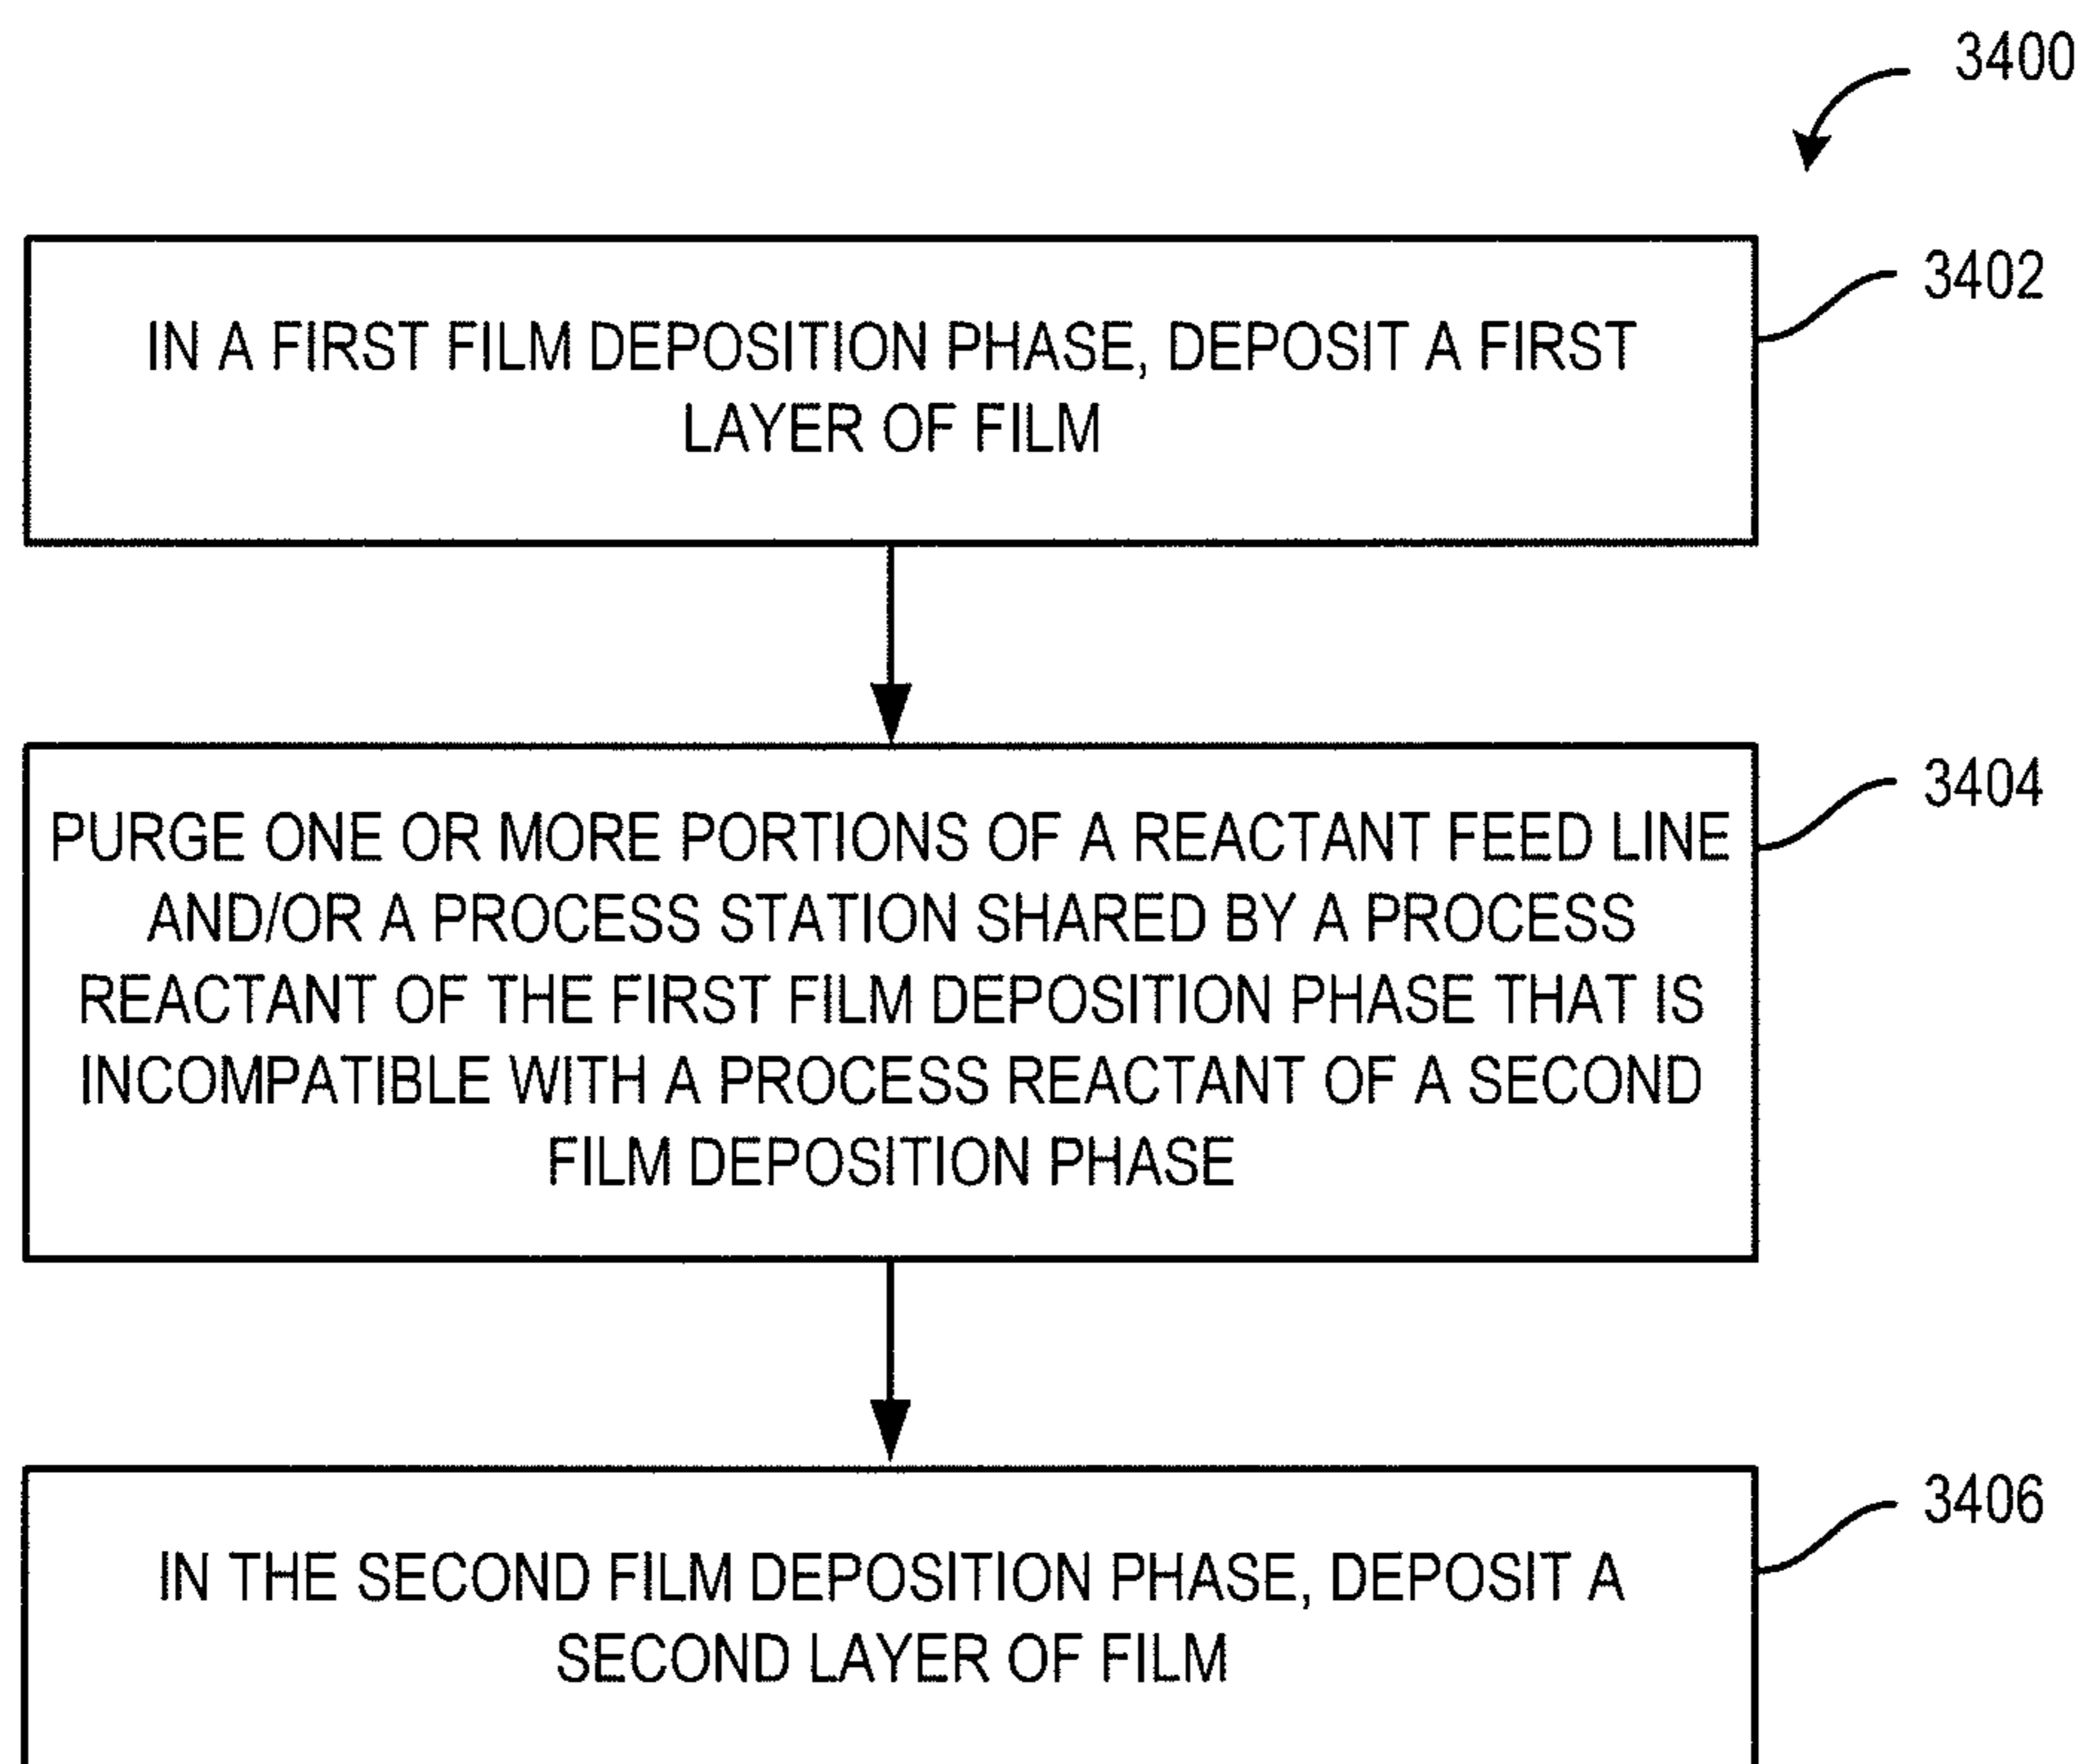 3400
3402
IN A FIRST FILM DEPOSITION PHASE, DEPOSIT A FIRST
LAYER OF FILM
3404
PURGE ONE OR MORE PORTIONS OF A REACTANT FEED LINE
AND/OR A PROCESS STATION SHARED BY A PROCESS
REACTANT OF THE FIRST FILM DEPOSITION PHASE THAT IS
INCOMPATIBLE WITH A PROCESS REACTANT OF A SECOND
FILM DEPOSITION PHASE
3406
IN THE SECOND FILM DEPOSITION PHASE, DEPOSIT A
SECOND LAYER OF FILM